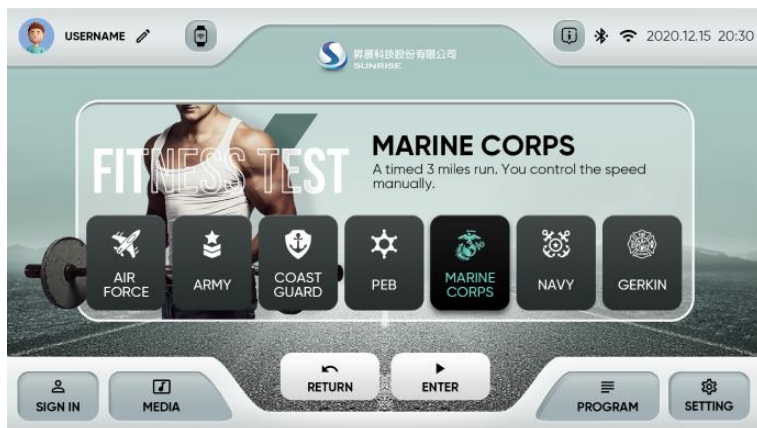 USERNAME
2020.12.15 20:30
昇展科技股份有限公司
SUNRISE
FITNESS TEST
MARINE CORPS
A timed 3 miles run. You control the speed
manually.
AIR
FORCE
ARMY
COAST
GUARD
PEB
MARINE
CORPS
NAVY
GERKIN
RETURN
ENTER
SIGN IN
MEDIA
PROGRAM
SETTING